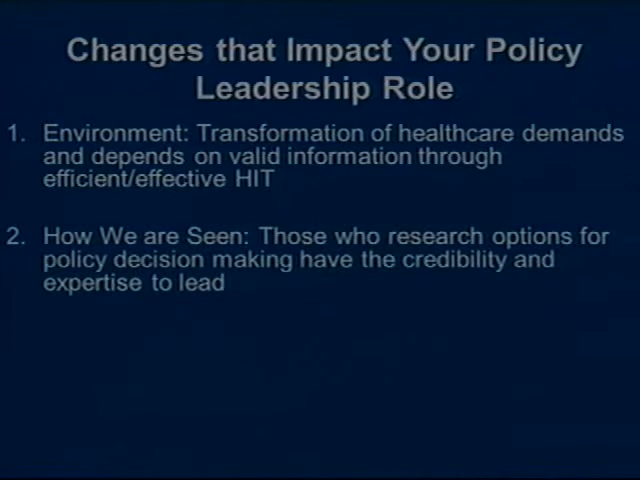 Changes that Impact Your Policy
Leadership Role
1. Environment: Transformation of healthcare demands
and depends on valid information through
efficient/effective HIT
2. How We are Seen: Those who research options for
policy decision making have the credibility and
expertise to lead